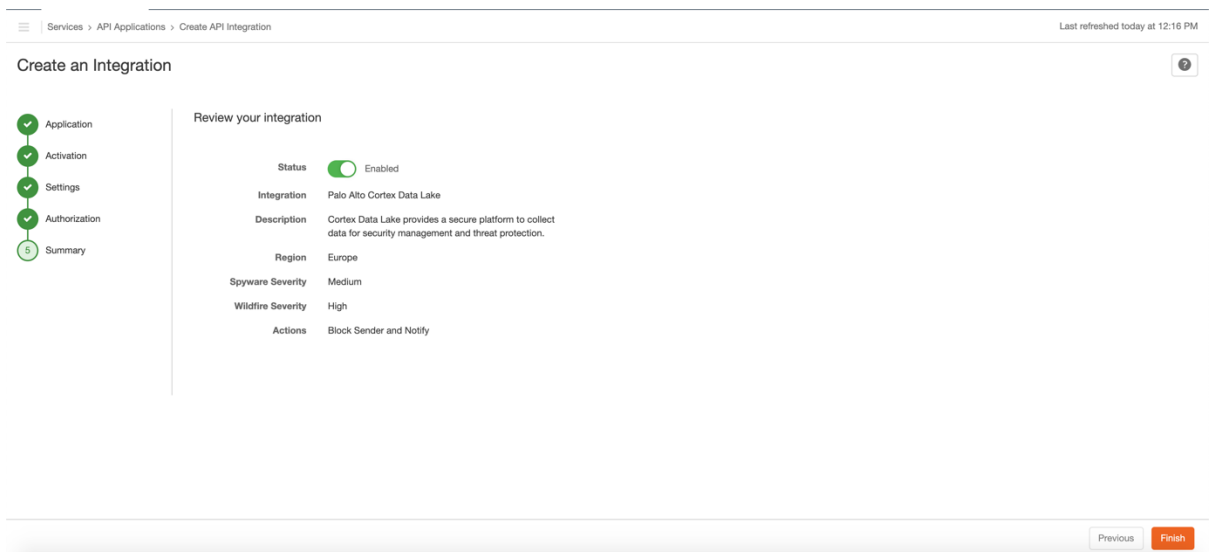 Services > API Applications > Create API Integration
Last refreshed today at 12:16 PM
Create an Integration
?
Application
Activation
Settings
Authorization
5 Summary
Review your integration
Status Enabled
Integration Palo Alto Cortex Data Lake
Description Cortex Data Lake provides a secure platform to collect
data for security management and threat protection.
Region Europe
Spyware Severity Medium
Wildfire Severity High
Actions Block Sender and Notify
Previous Finish